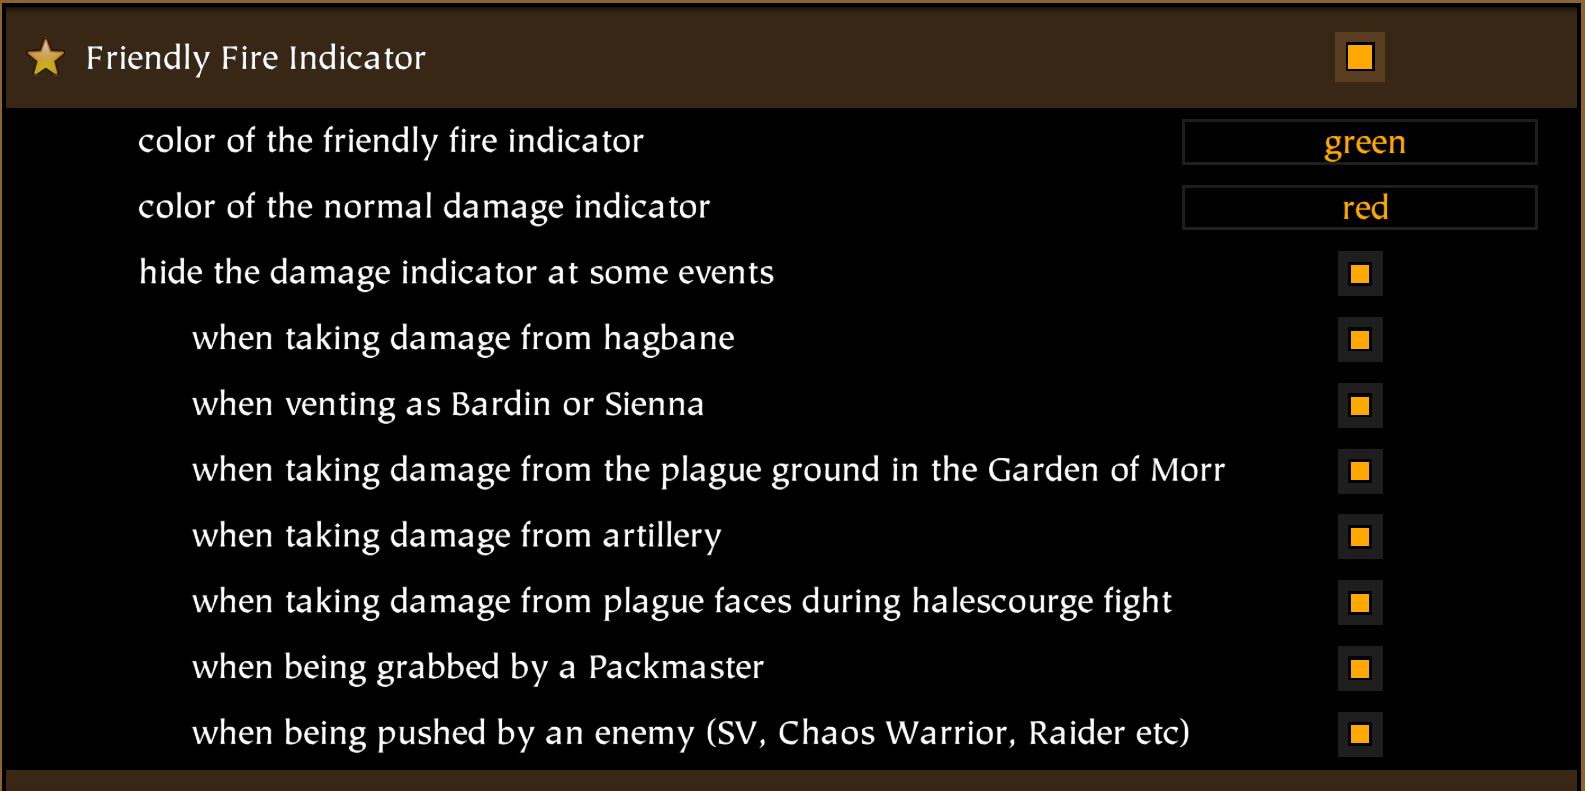 Friendly Fire Indicator
color of the friendly fire indicator green
color of the normal damage indicator red
hide the damage indicator at some events
when taking damage from hagbane
when venting as Bardin or Sienna
when taking damage from the plague ground in the Garden of Morr
when taking damage from artillery
when taking damage from plague faces during halescourge fight
when being grabbed by a Packmaster
when being pushed by an enemy (SV, Chaos Warrior, Raider etc)